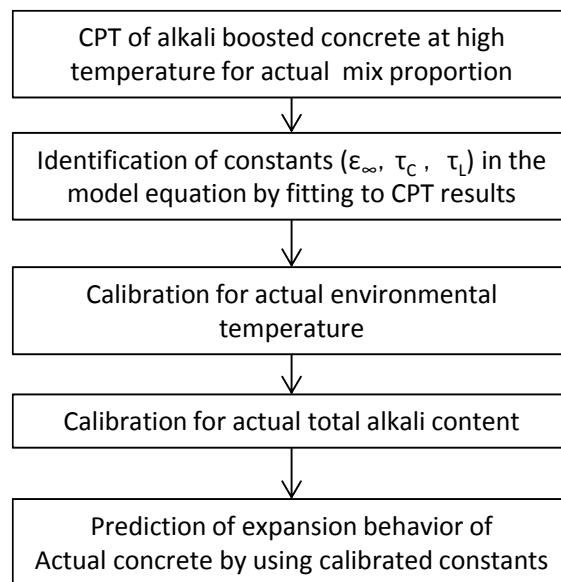 CPT of alkali boosted concrete at high
temperature for actual mix proportion
Identification of constants (ε∞, τC , τL) in the
model equation by fitting to CPT results
Calibration for actual environmental
temperature
Calibration for actual total alkali content
Prediction of expansion behavior of
Actual concrete by using calibrated constants